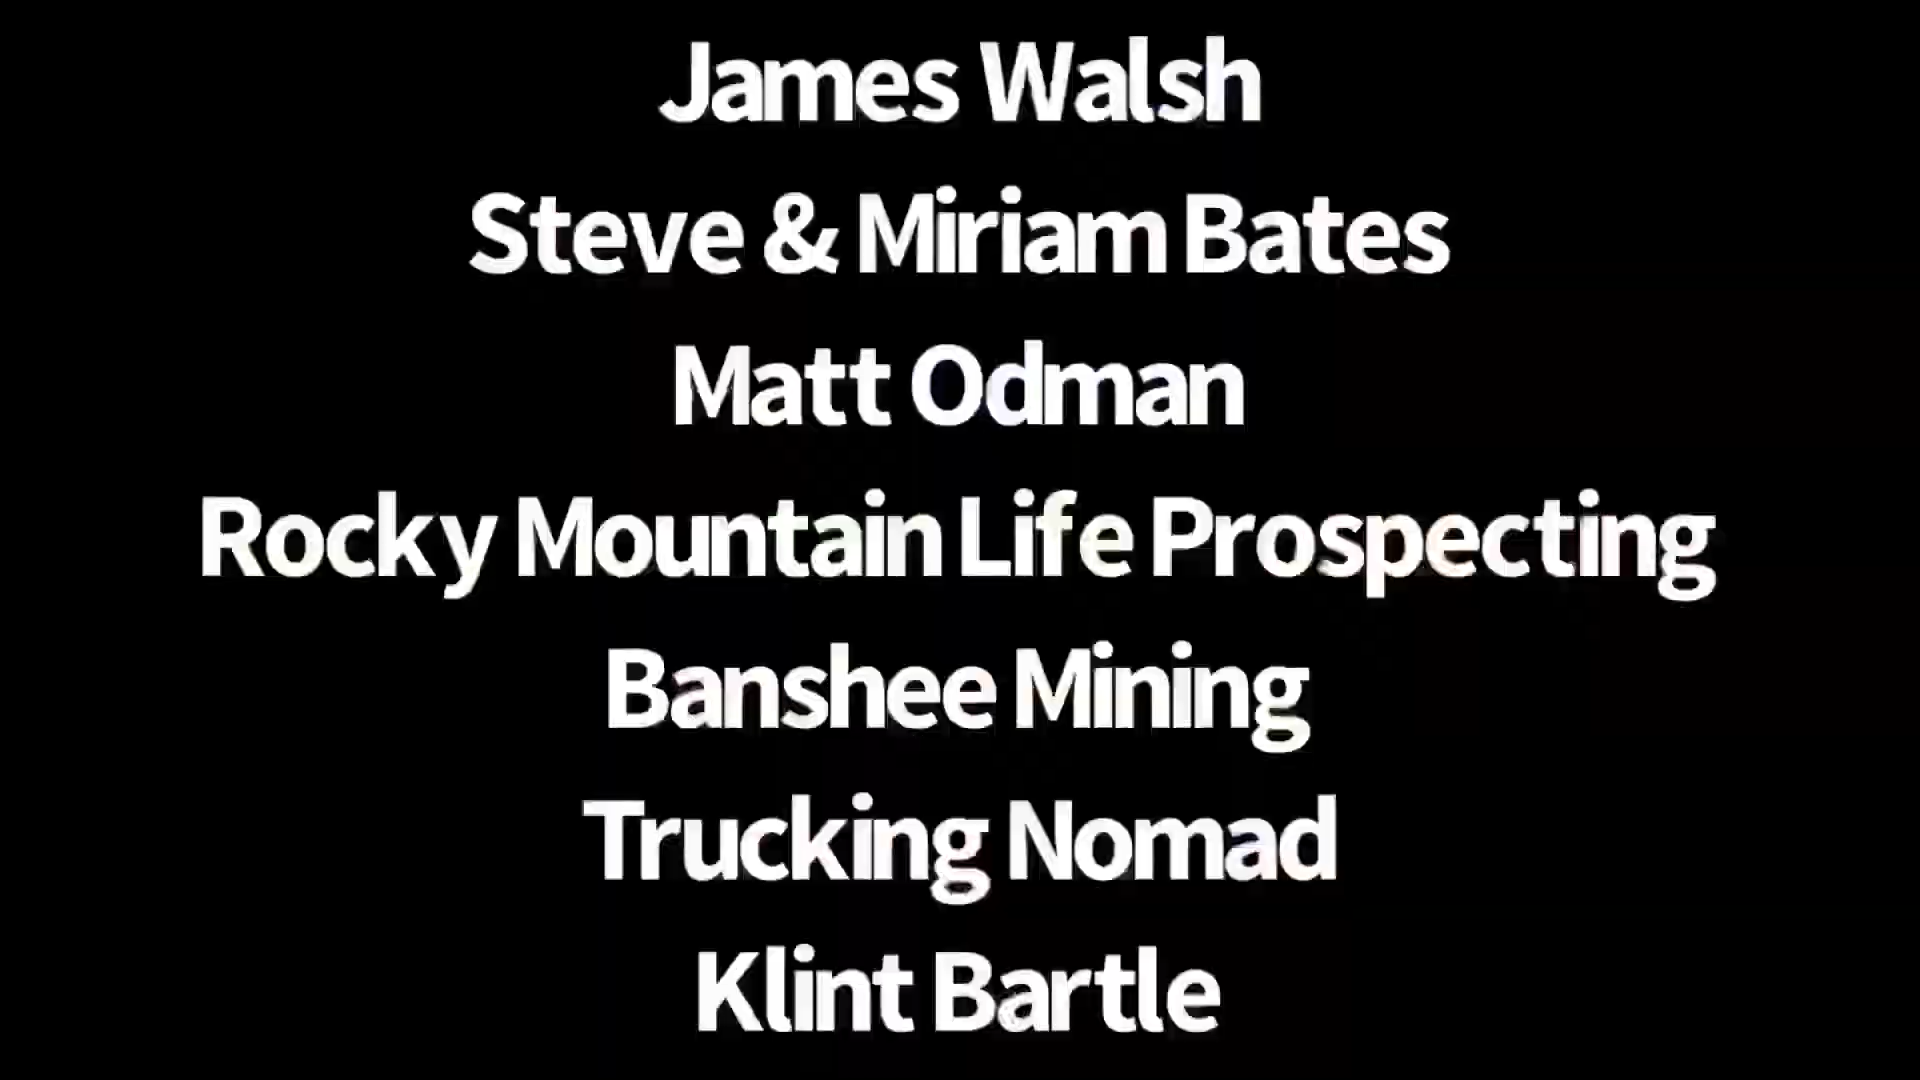 James Walsh
Steve & Miriam Bates
Matt Odman
Rocky Mountain Life Prospecting
Banshee Mining
Trucking Nomad
Klint Bartle